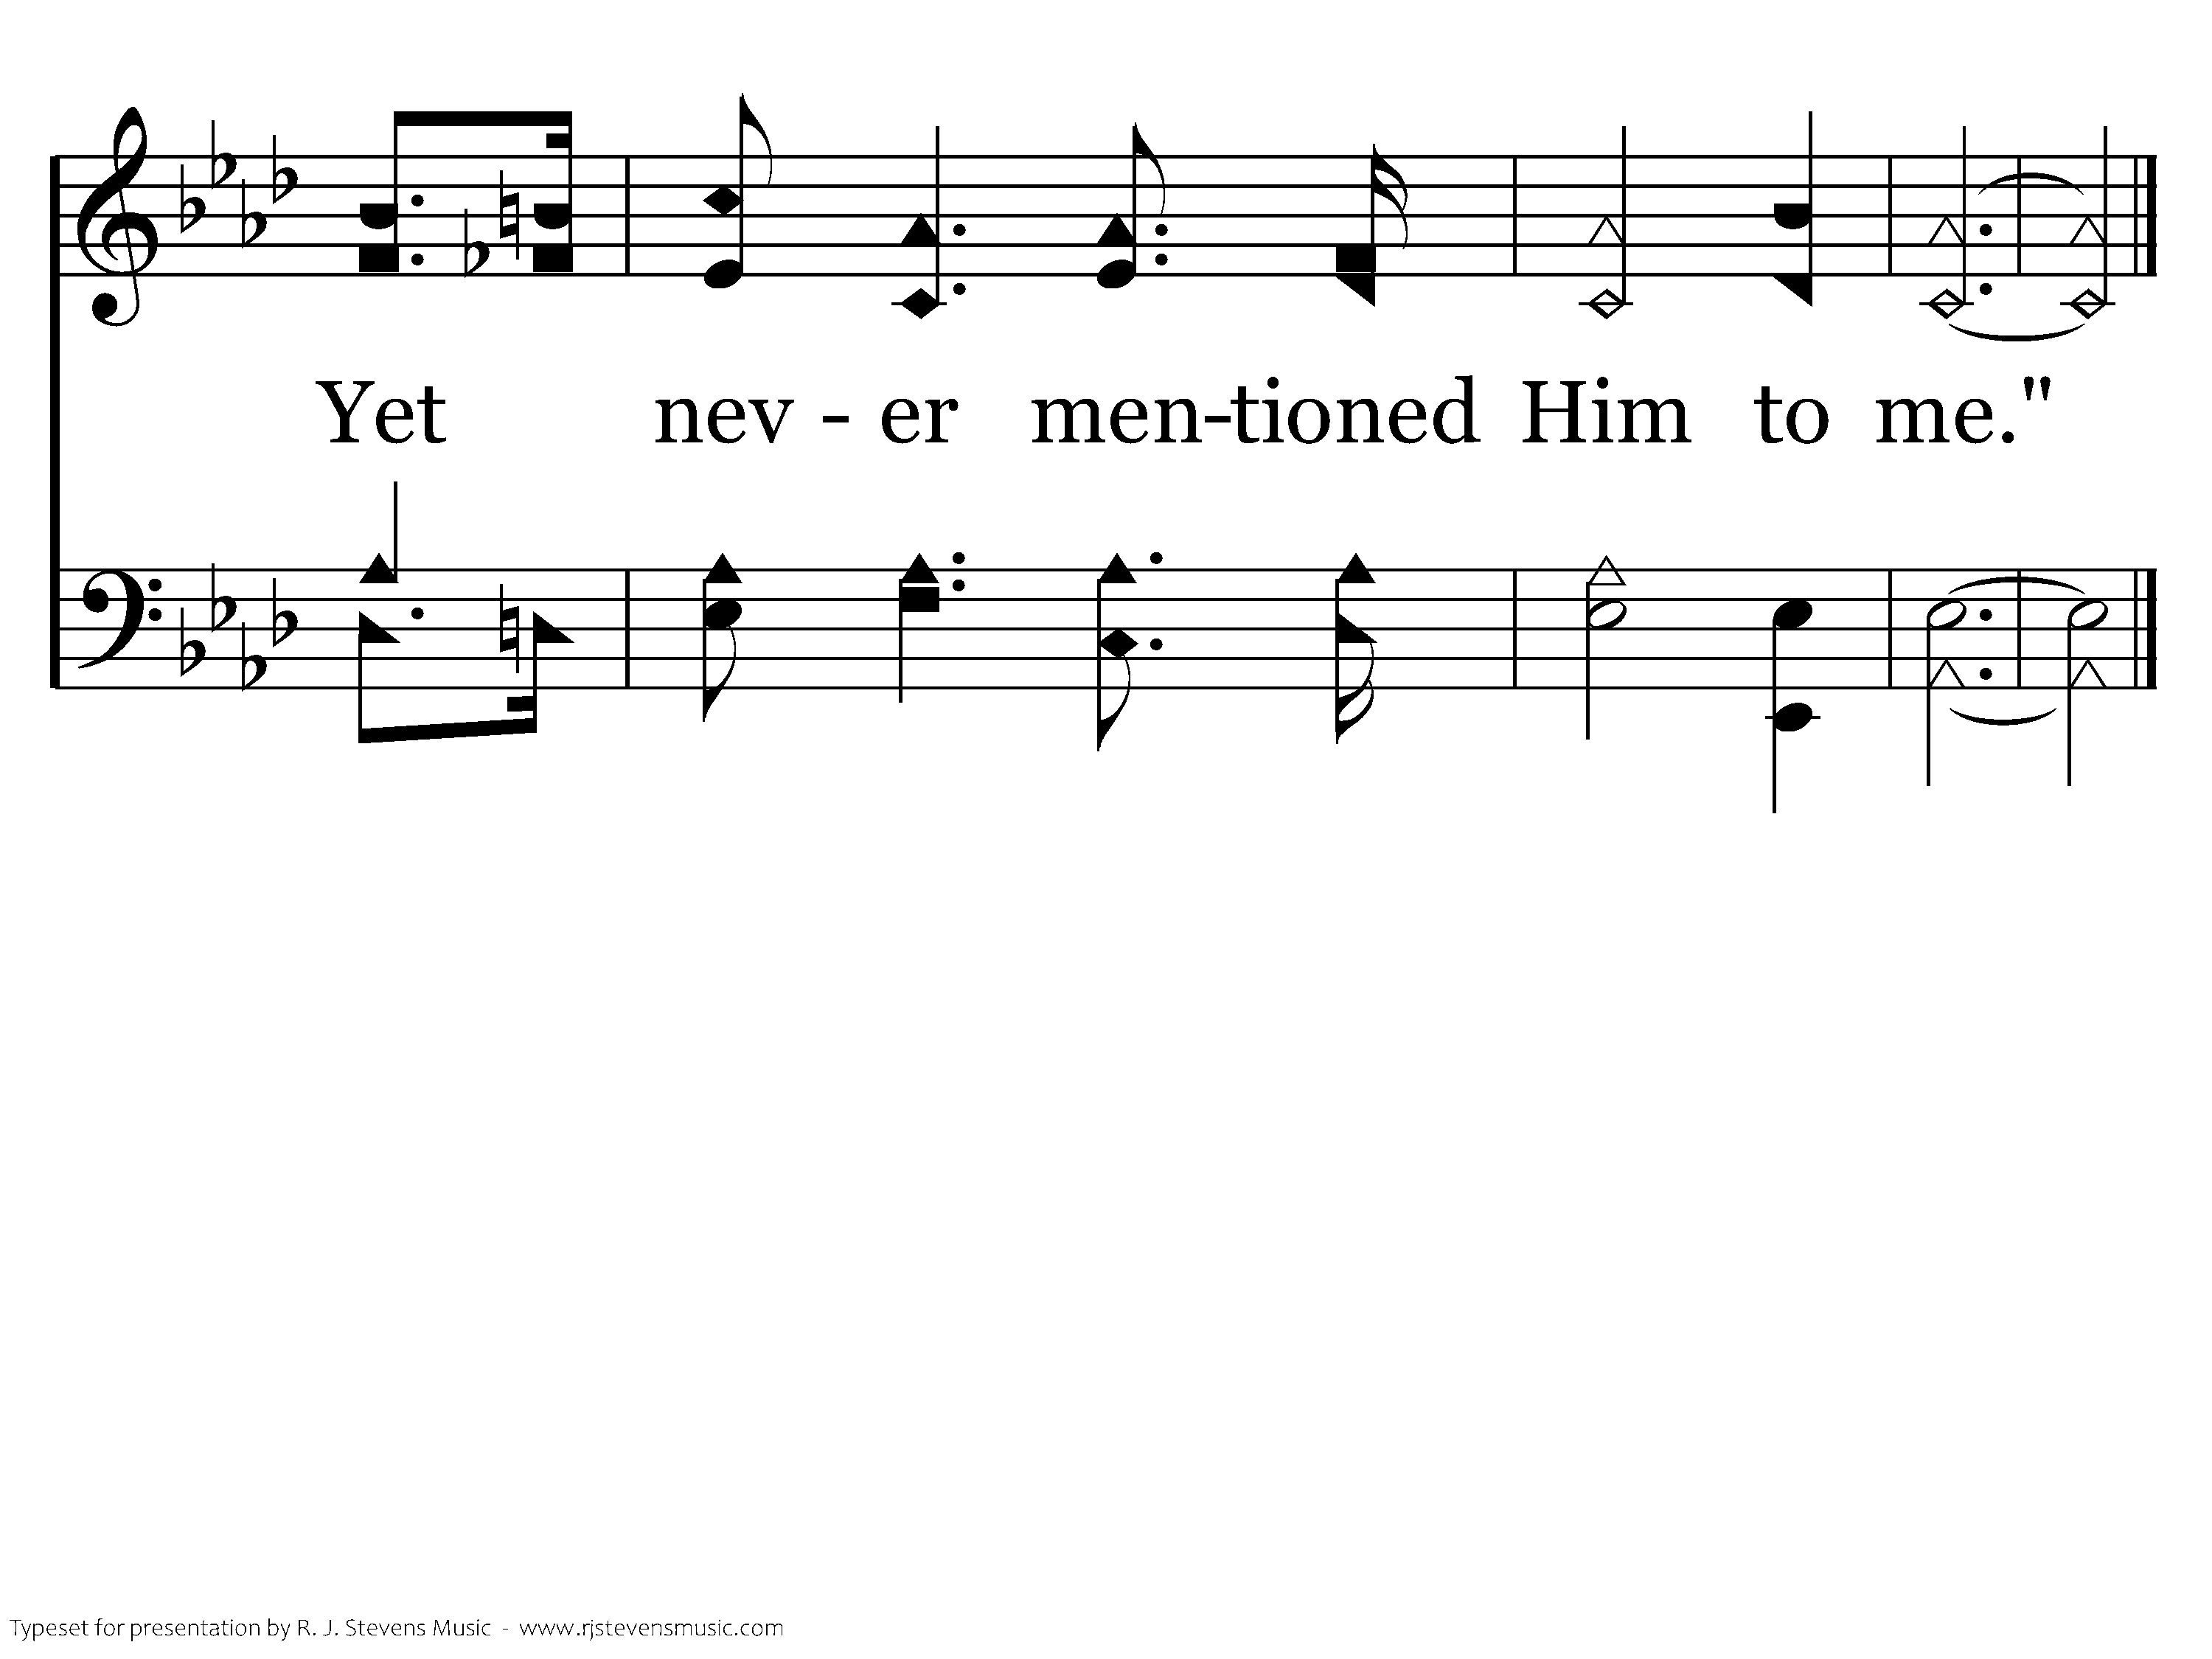 Yet nev - er men-tioned Him to me."
Typeset for presentation by R. J. Stevens Music - www.rjstevensmusic.com